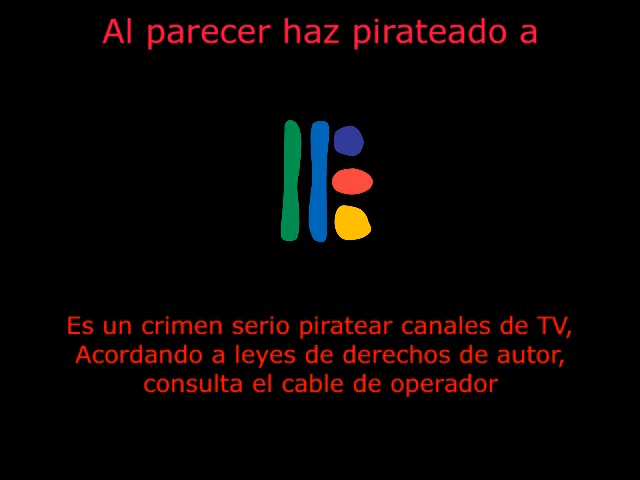 Al parecer haz pirateado a
Es un crimen serio piratear canales de TV,
Acordando a leyes de derechos de autor,
consulta el cable de operador